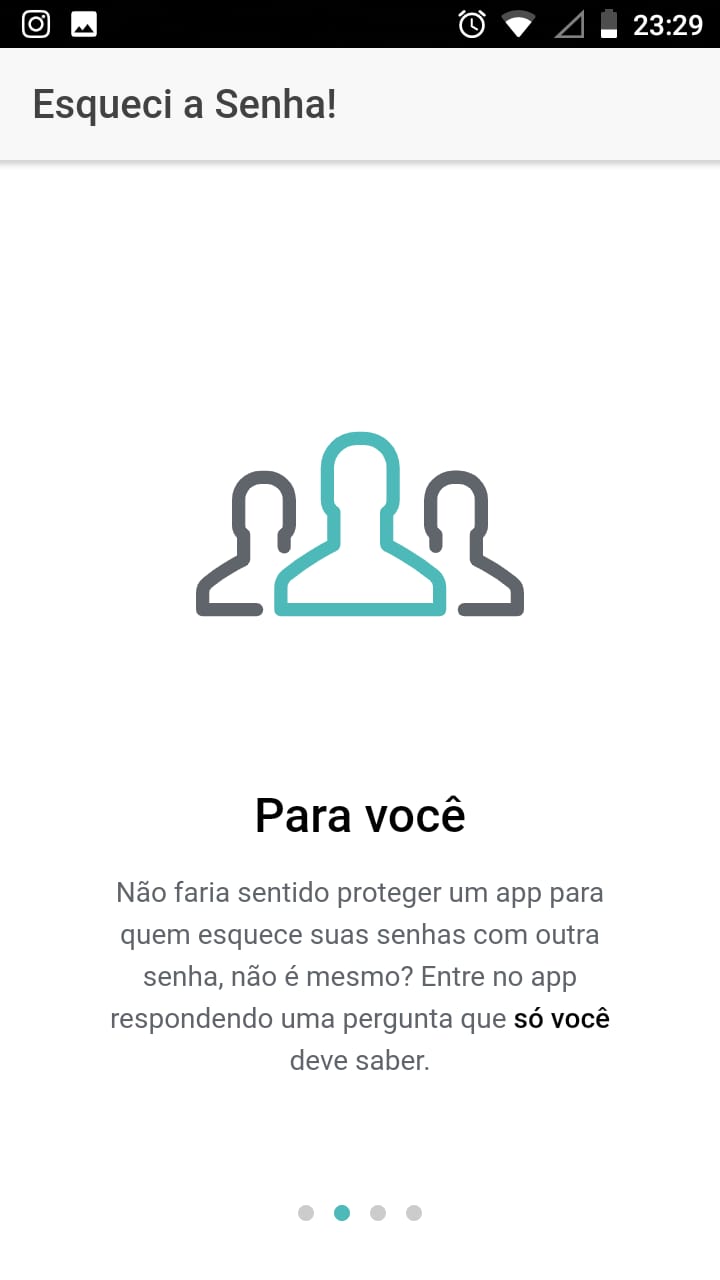 23:29
Esqueci a Senha!
Para você
Não faria sentido proteger um app para
quem esquece suas senhas com outra
senha, não é mesmo? Entre no app
respondendo uma pergunta que só você
deve saber.